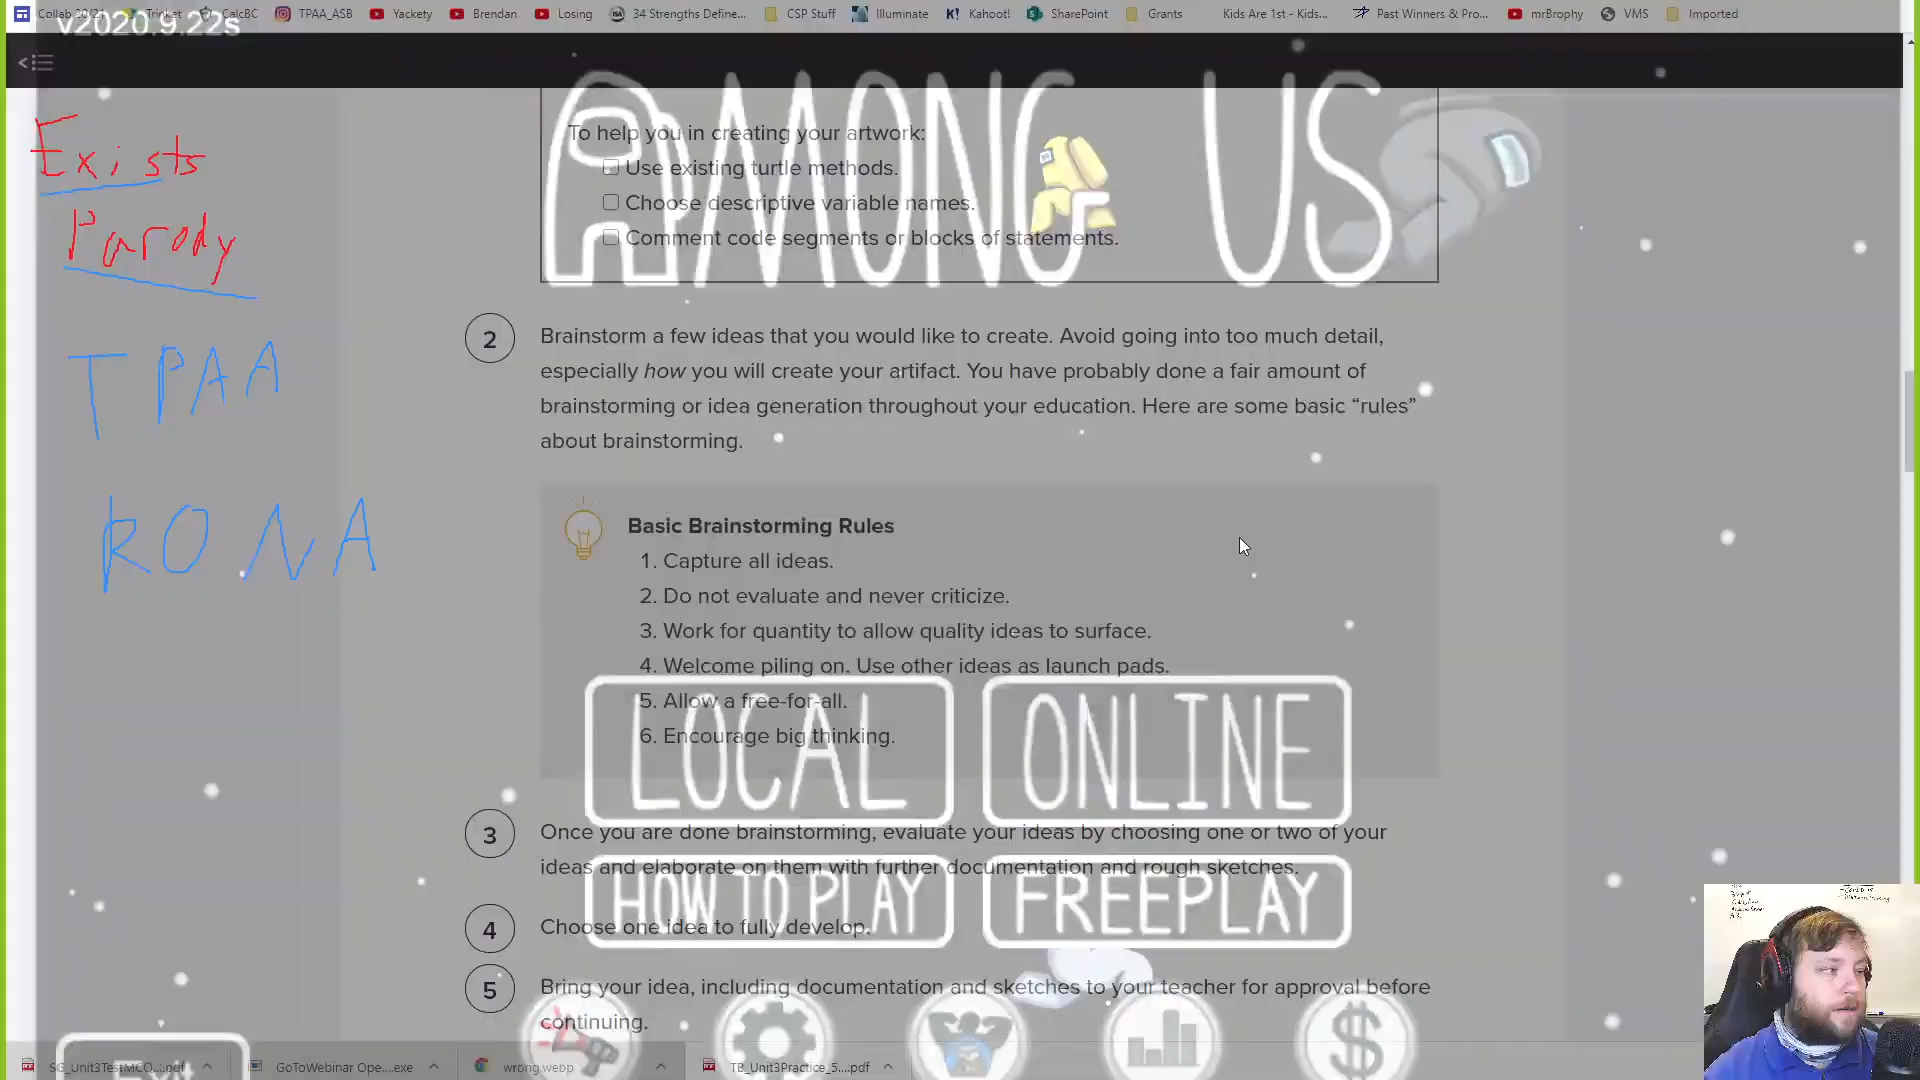 Collab 20/21 Trinket CalcBC TPAA_ASB Yackety Brendan Losing 34 Strengths Define... CSP Stuff Illuminate Kahoot! SharePoint Grants Kids Are 1st - Kids... Past Winners & Pro... mrBrophy VMS Imported
v2020.9.22s
AMONG US
To help you in creating your artwork:
Use existing turtle methods.
Choose descriptive variable names.
Comment code segments or blocks of statements.
Exists
Parody
TPAA
RONA
2 Brainstorm a few ideas that you would like to create. Avoid going into too much detail,
especially how you will create your artifact. You have probably done a fair amount of
brainstorming or idea generation throughout your education. Here are some basic “rules”
about brainstorming.
Basic Brainstorming Rules
1. Capture all ideas.
2. Do not evaluate and never criticize.
3. Work for quantity to allow quality ideas to surface.
4. Welcome piling on. Use other ideas as launch pads.
5. Allow a free-for-all.
6. Encourage big thinking.
LOCAL ONLINE
3 Once you are done brainstorming, evaluate your ideas by choosing one or two of your
ideas and elaborate on them with further documentation and rough sketches.
HOW TO PLAY FREEPLAY
4 Choose one idea to fully develop.
5 Bring your idea, including documentation and sketches to your teacher for approval before
continuing.
Exit
SG_Unit3TestMCO....pdf GoToWebinar Ope....exe wrong.webp TB_Unit3Practice_5....pdf